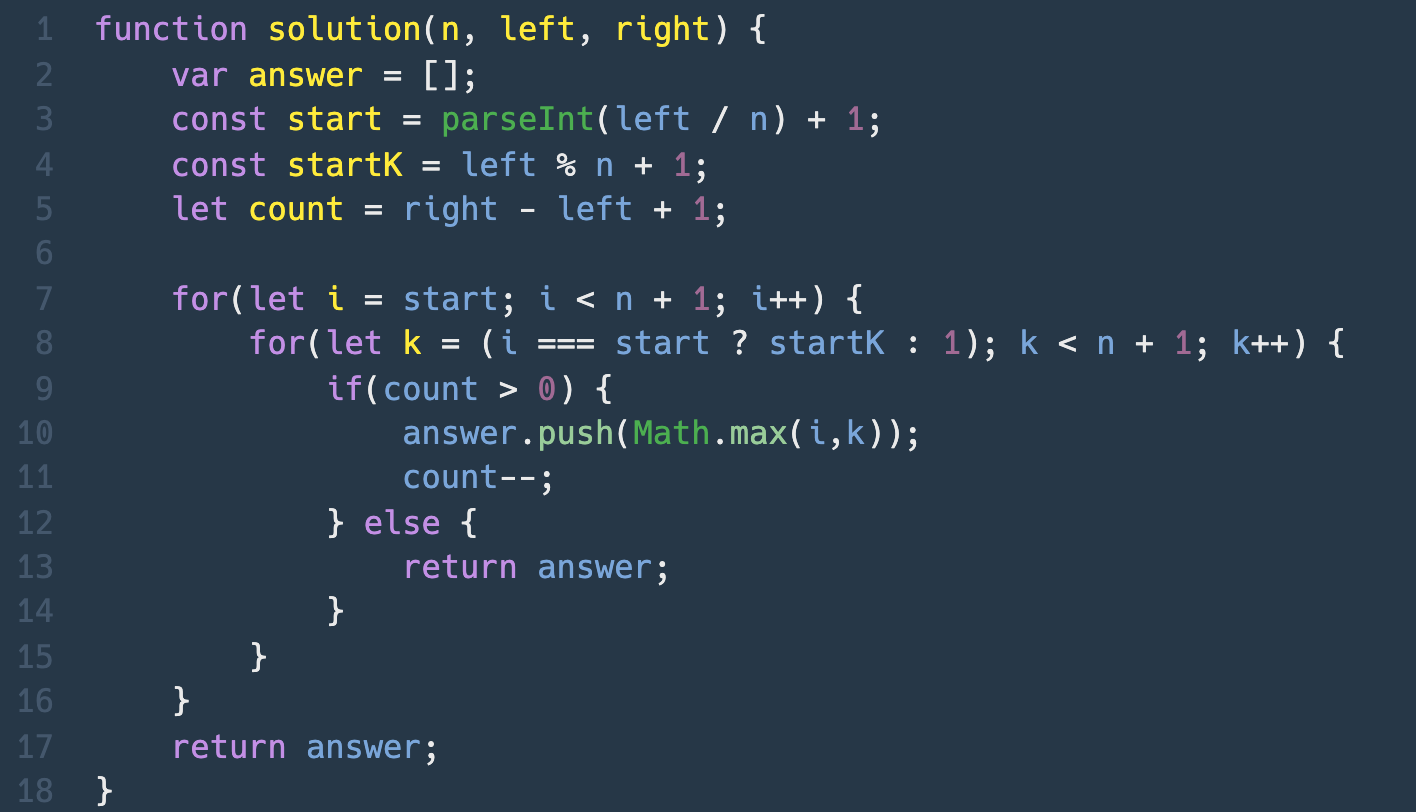 1 function solution(n, left, right) {
2     var answer = [];
3     const start = parseInt(left / n) + 1;
4     const startK = left % n + 1;
5     let count = right - left + 1;
6
7     for(let i = start; i < n + 1; i++) {
8         for(let k = (i === start ? startK : 1); k < n + 1; k++) {
9             if(count > 0) {
10                 answer.push(Math.max(i,k));
11                 count--;
12             } else {
13                 return answer;
14             }
15         }
16     }
17     return answer;
18 }